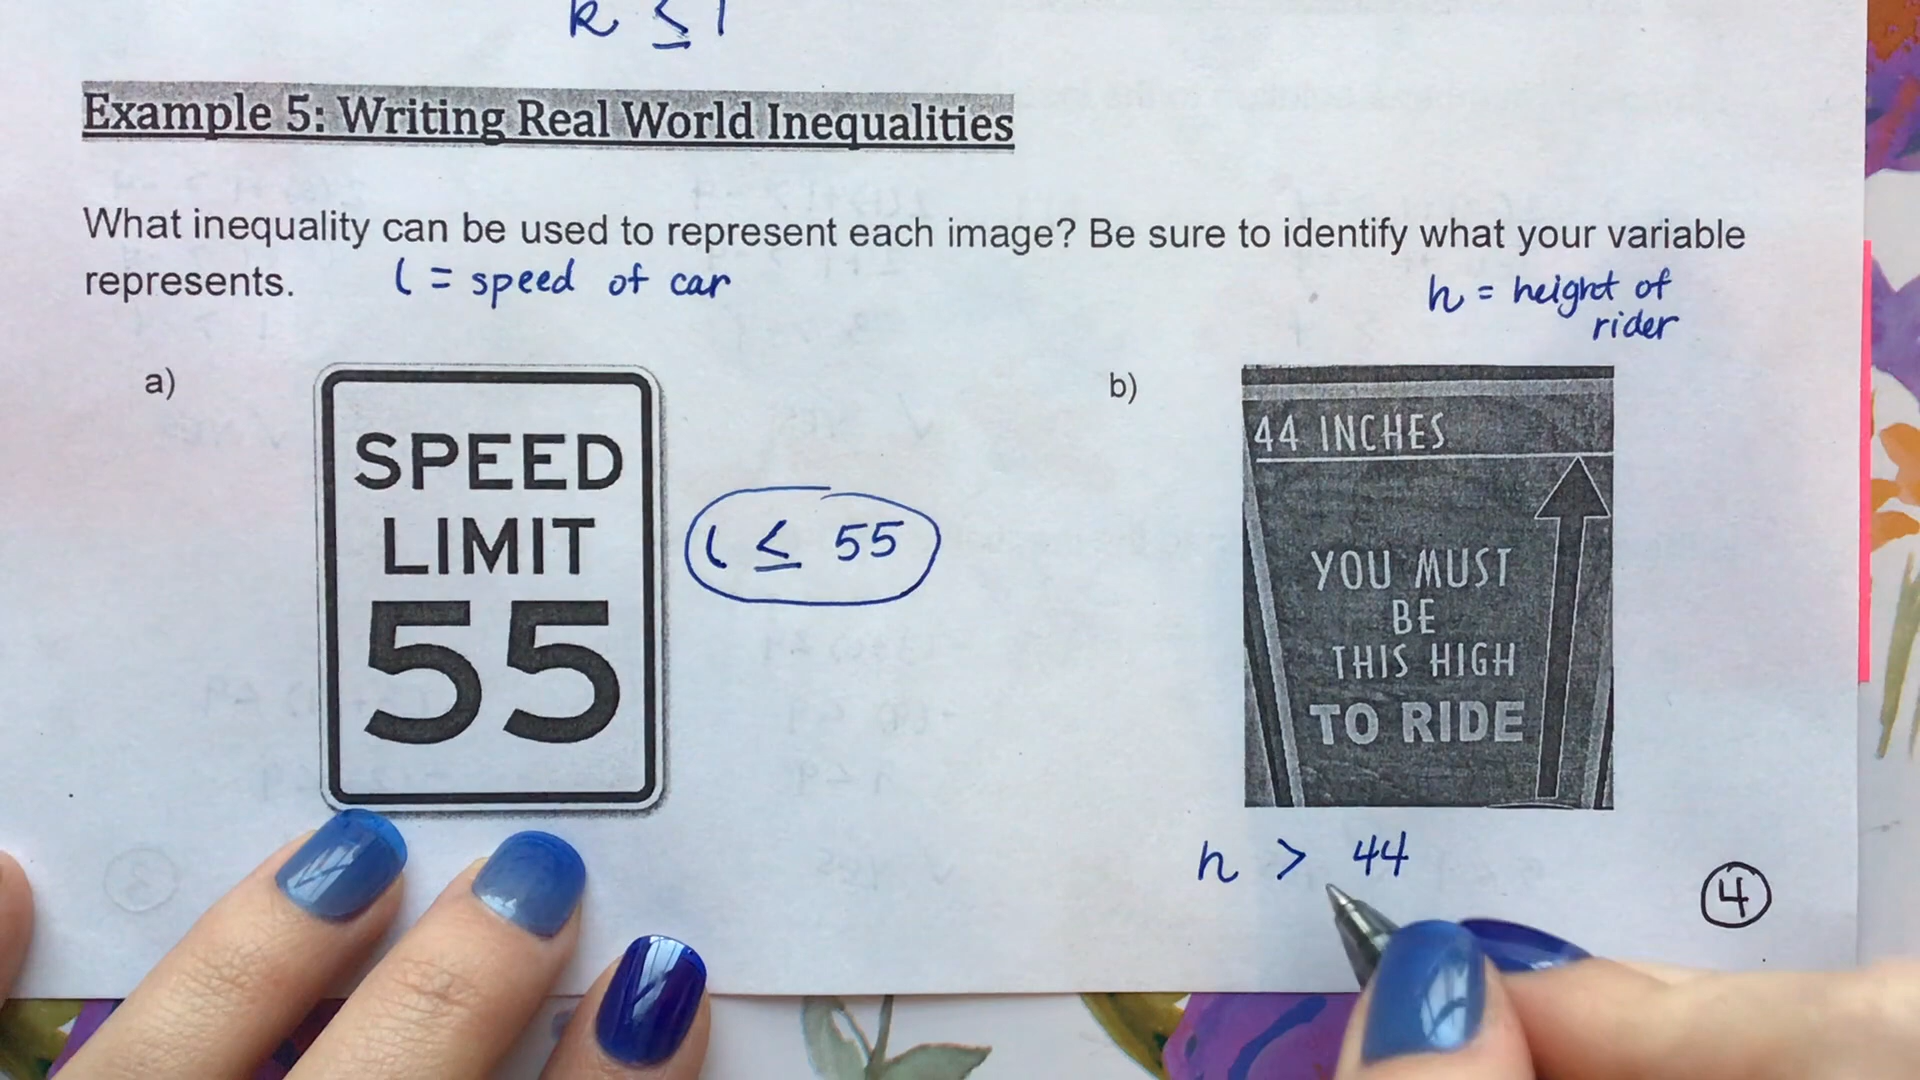 k ≤ 1
Example 5: Writing Real World Inequalities
What inequality can be used to represent each image? Be sure to identify what your variable
represents.
l = speed of car
h = height of
rider
a)
SPEED
LIMIT
55
l ≤ 55
b)
44 INCHES
YOU MUST
BE
THIS HIGH
TO RIDE
h > 44
4